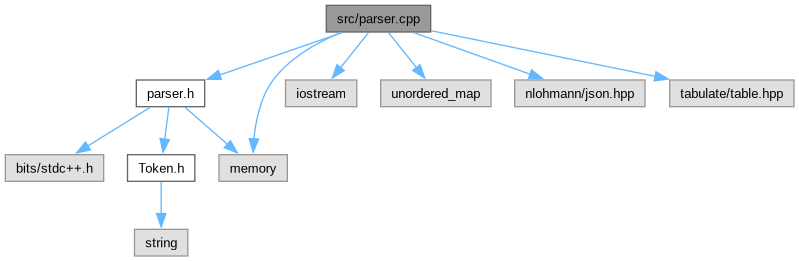 src/parser.cpp
parser.h
iostream
unordered_map
nlohmann/json.hpp
tabulate/table.hpp
bits/stdc++.h
Token.h
memory
string